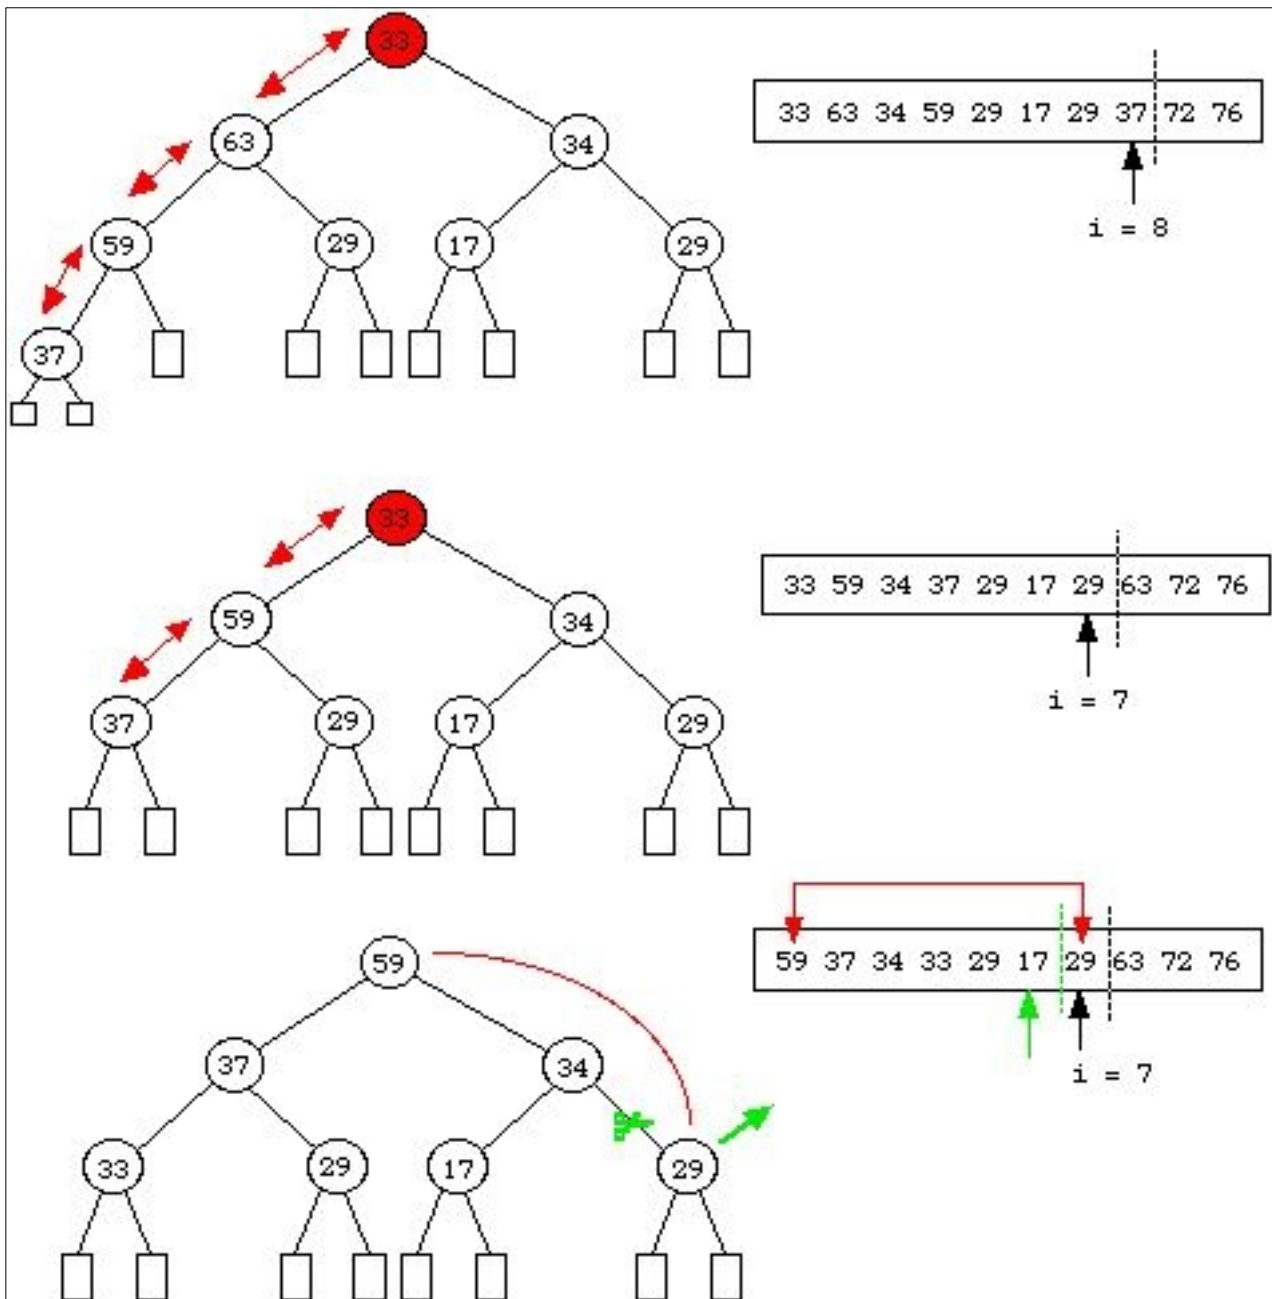 33
63 34
59 29 17 29
37
33 63 34 59 29 17 29 37 72 76
i = 8
33
59 34
37 29 17 29
33 59 34 37 29 17 29 63 72 76
i = 7
59
37 34
33 29 17 29
59 37 34 33 29 17 29 63 72 76
i = 7